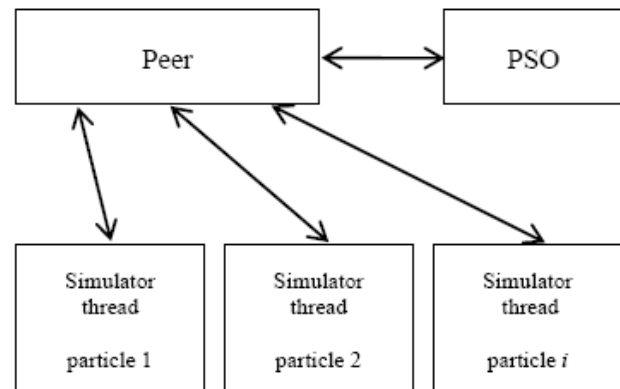 Peer
PSO
Simulator
thread
particle 1
Simulator
thread
particle 2
Simulator
thread
particle i